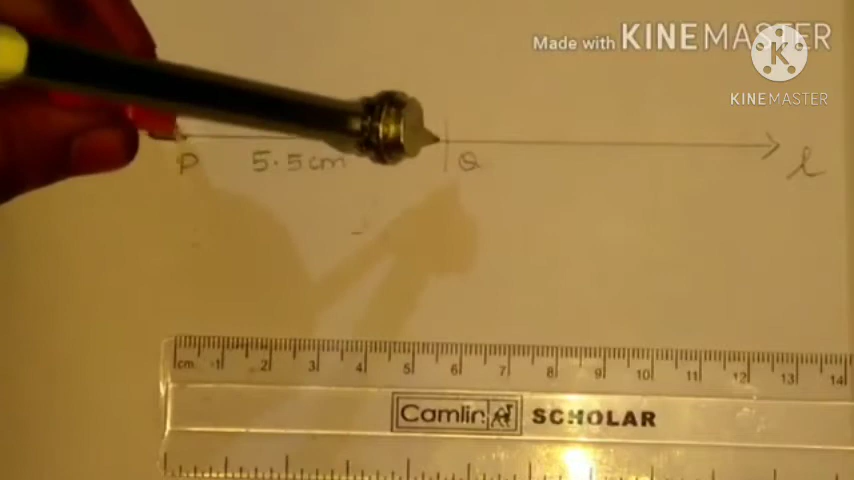 Made with KINEMASTER
K
KINEMASTER
P 5.5cm Q l
cm. 1 2 3 4 5 6 7 8 9 10 11 12 13 14
Camlin SCHOLAR